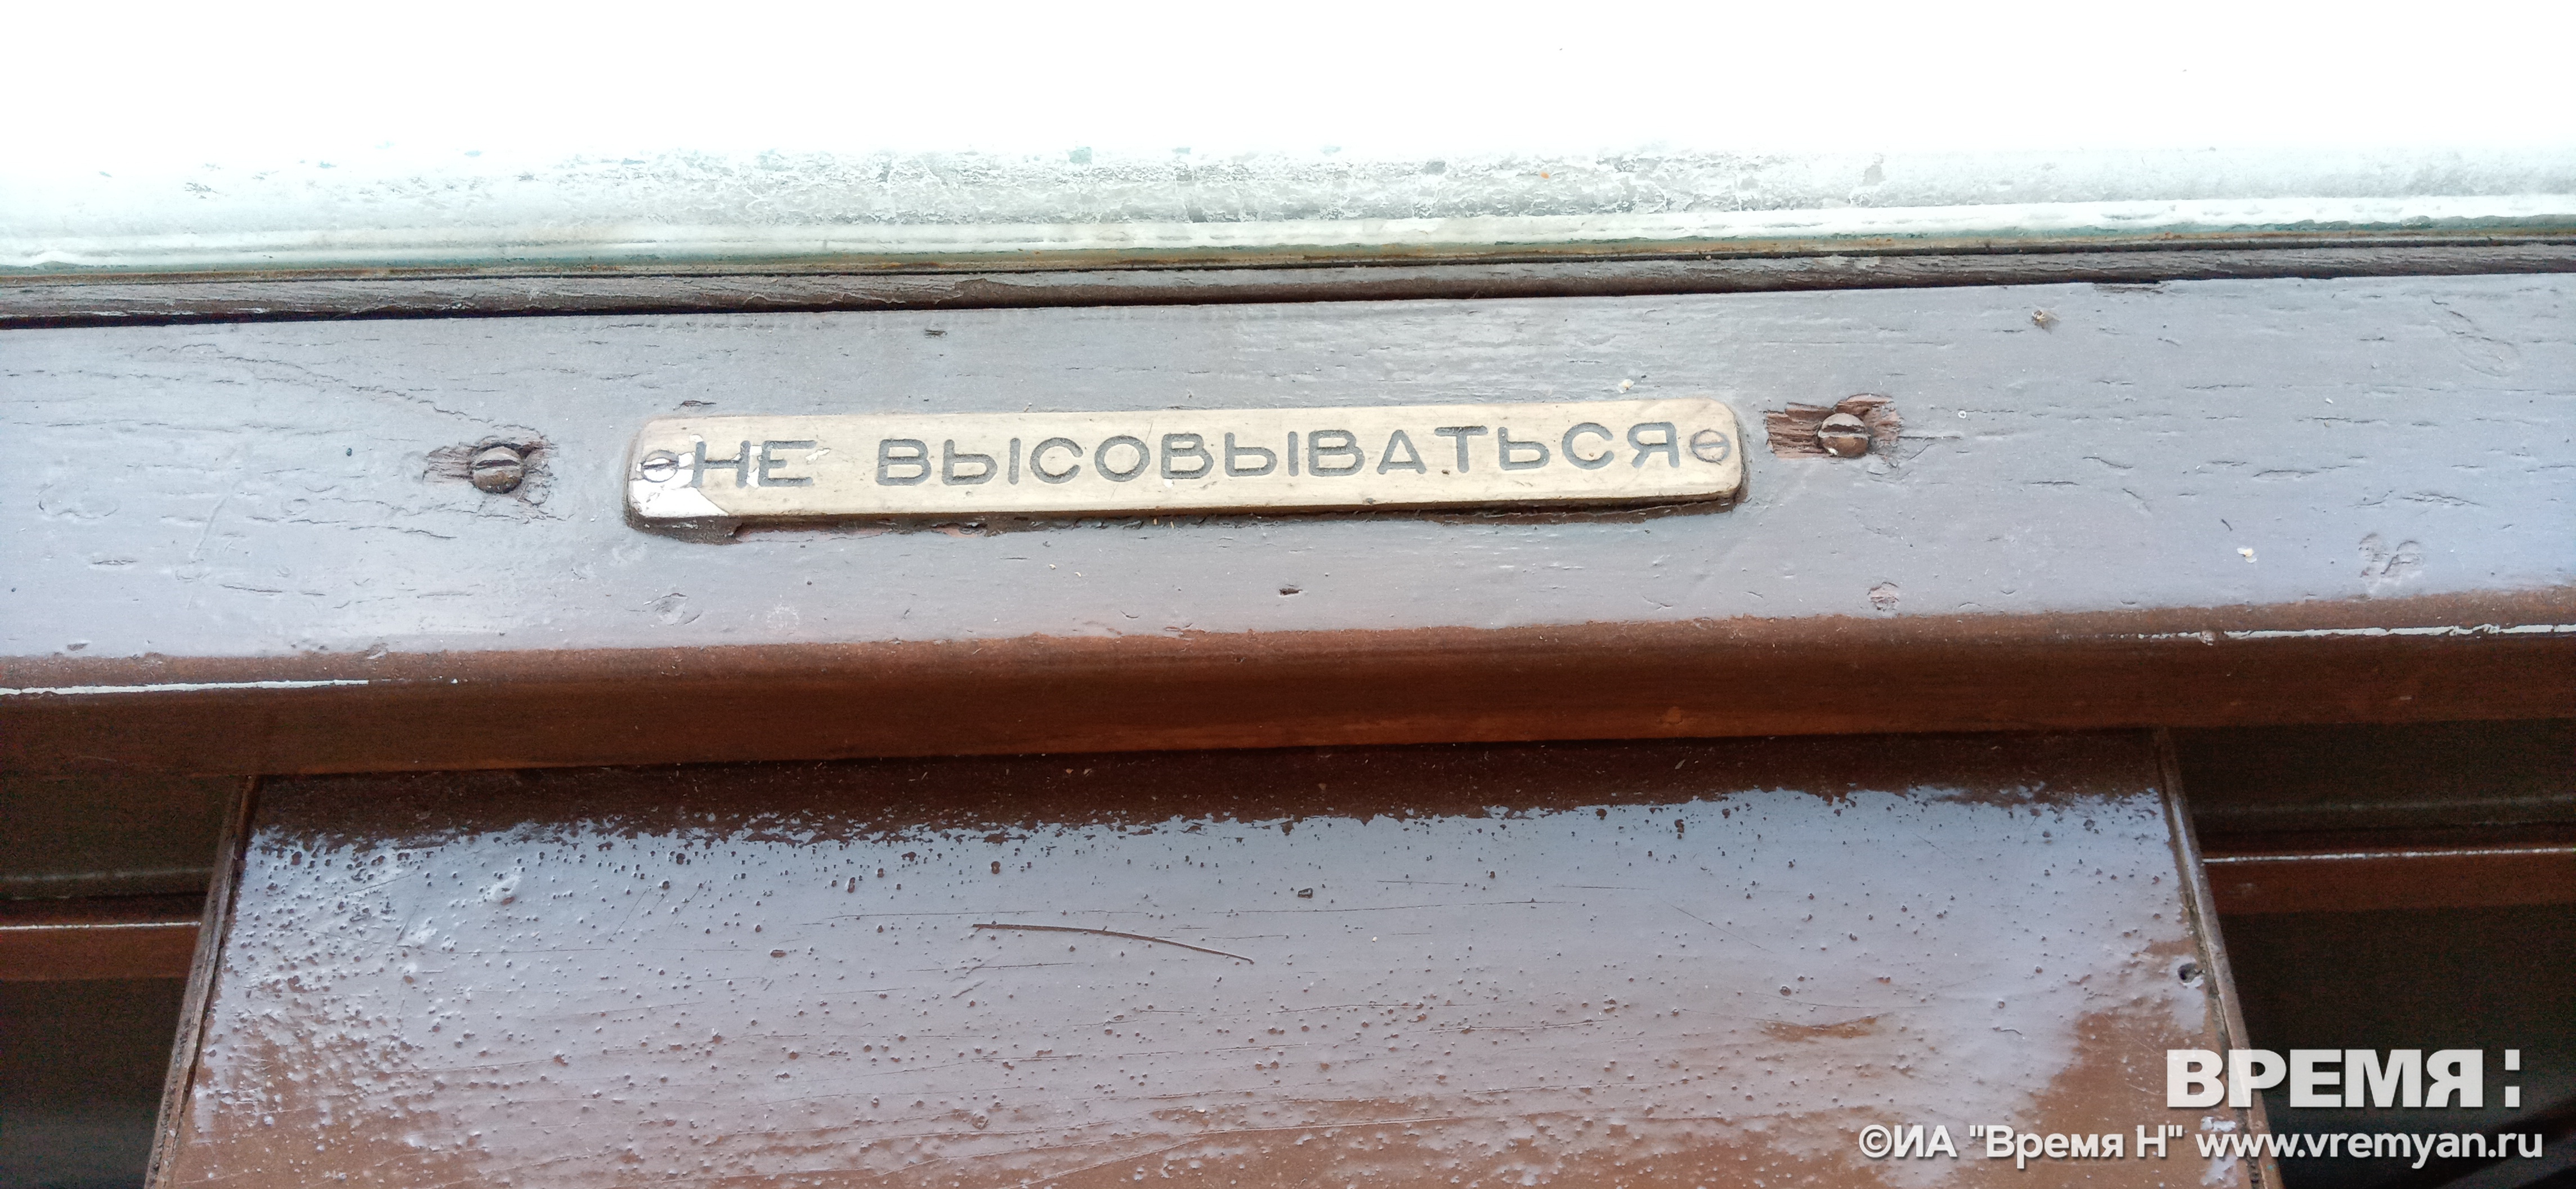 НЕ ВЫСОВЫВАТЬСЯ
ВРЕМЯ:
©ИА "Время Н" www.vremyan.ru